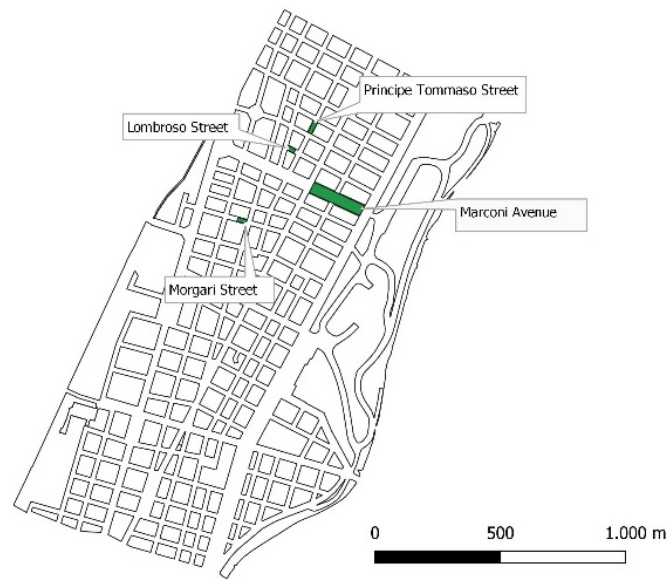 Principe Tommaso Street
Lombroso Street
Marconi Avenue
Morgari Street
0 500 1.000 m